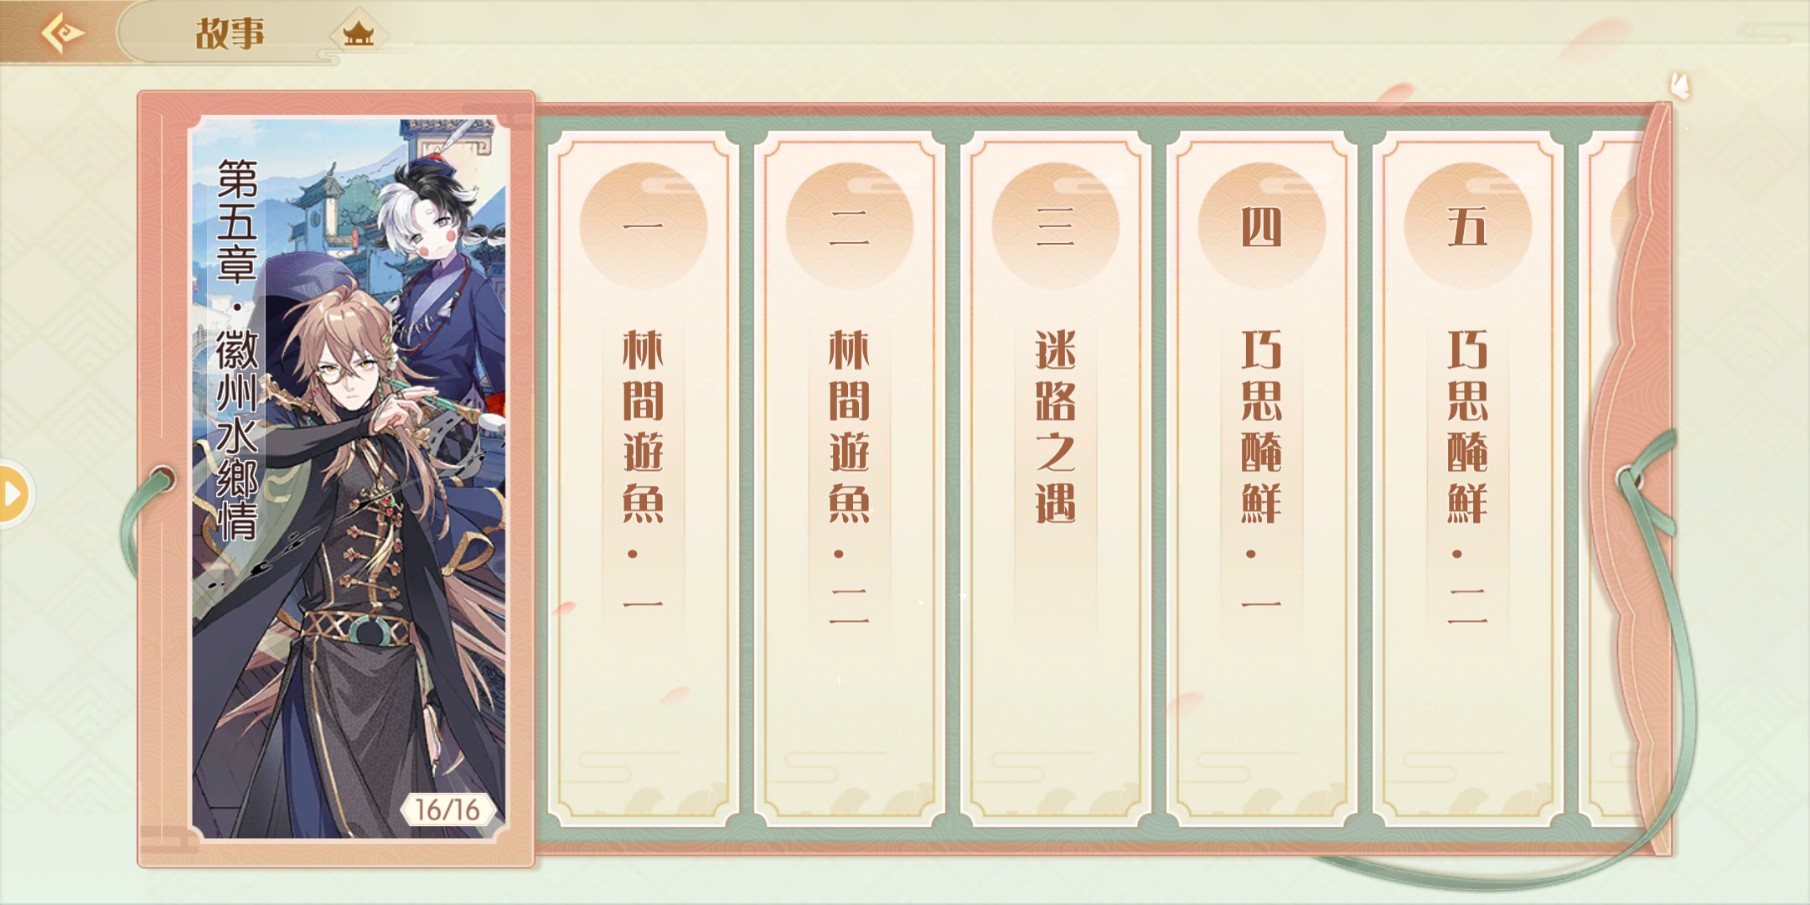 故事
第五章·徽州水鄉情
16/16
一
林間遊魚·一
二
林間遊魚·二
三
迷路之遇
四
巧思醃鮮·一
五
巧思醃鮮·二